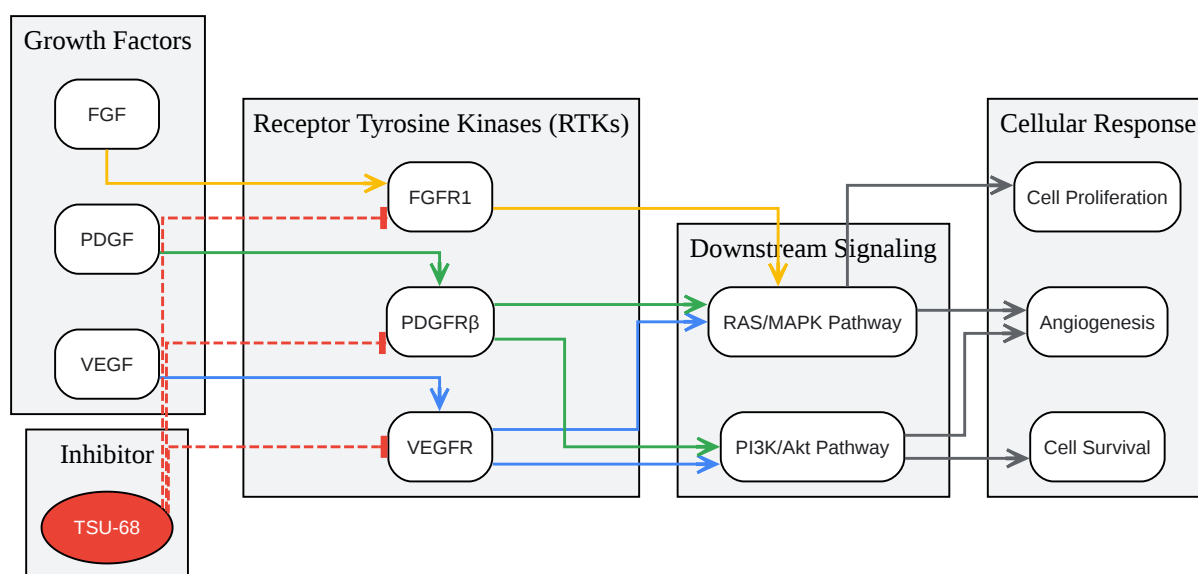 Growth Factors
FGF
PDGF
VEGF
Inhibitor
TSU-68
Receptor Tyrosine Kinases (RTKs)
FGFR1
PDGFRβ
VEGFR
Downstream Signaling
RAS/MAPK Pathway
PI3K/Akt Pathway
Cellular Response
Cell Proliferation
Angiogenesis
Cell Survival